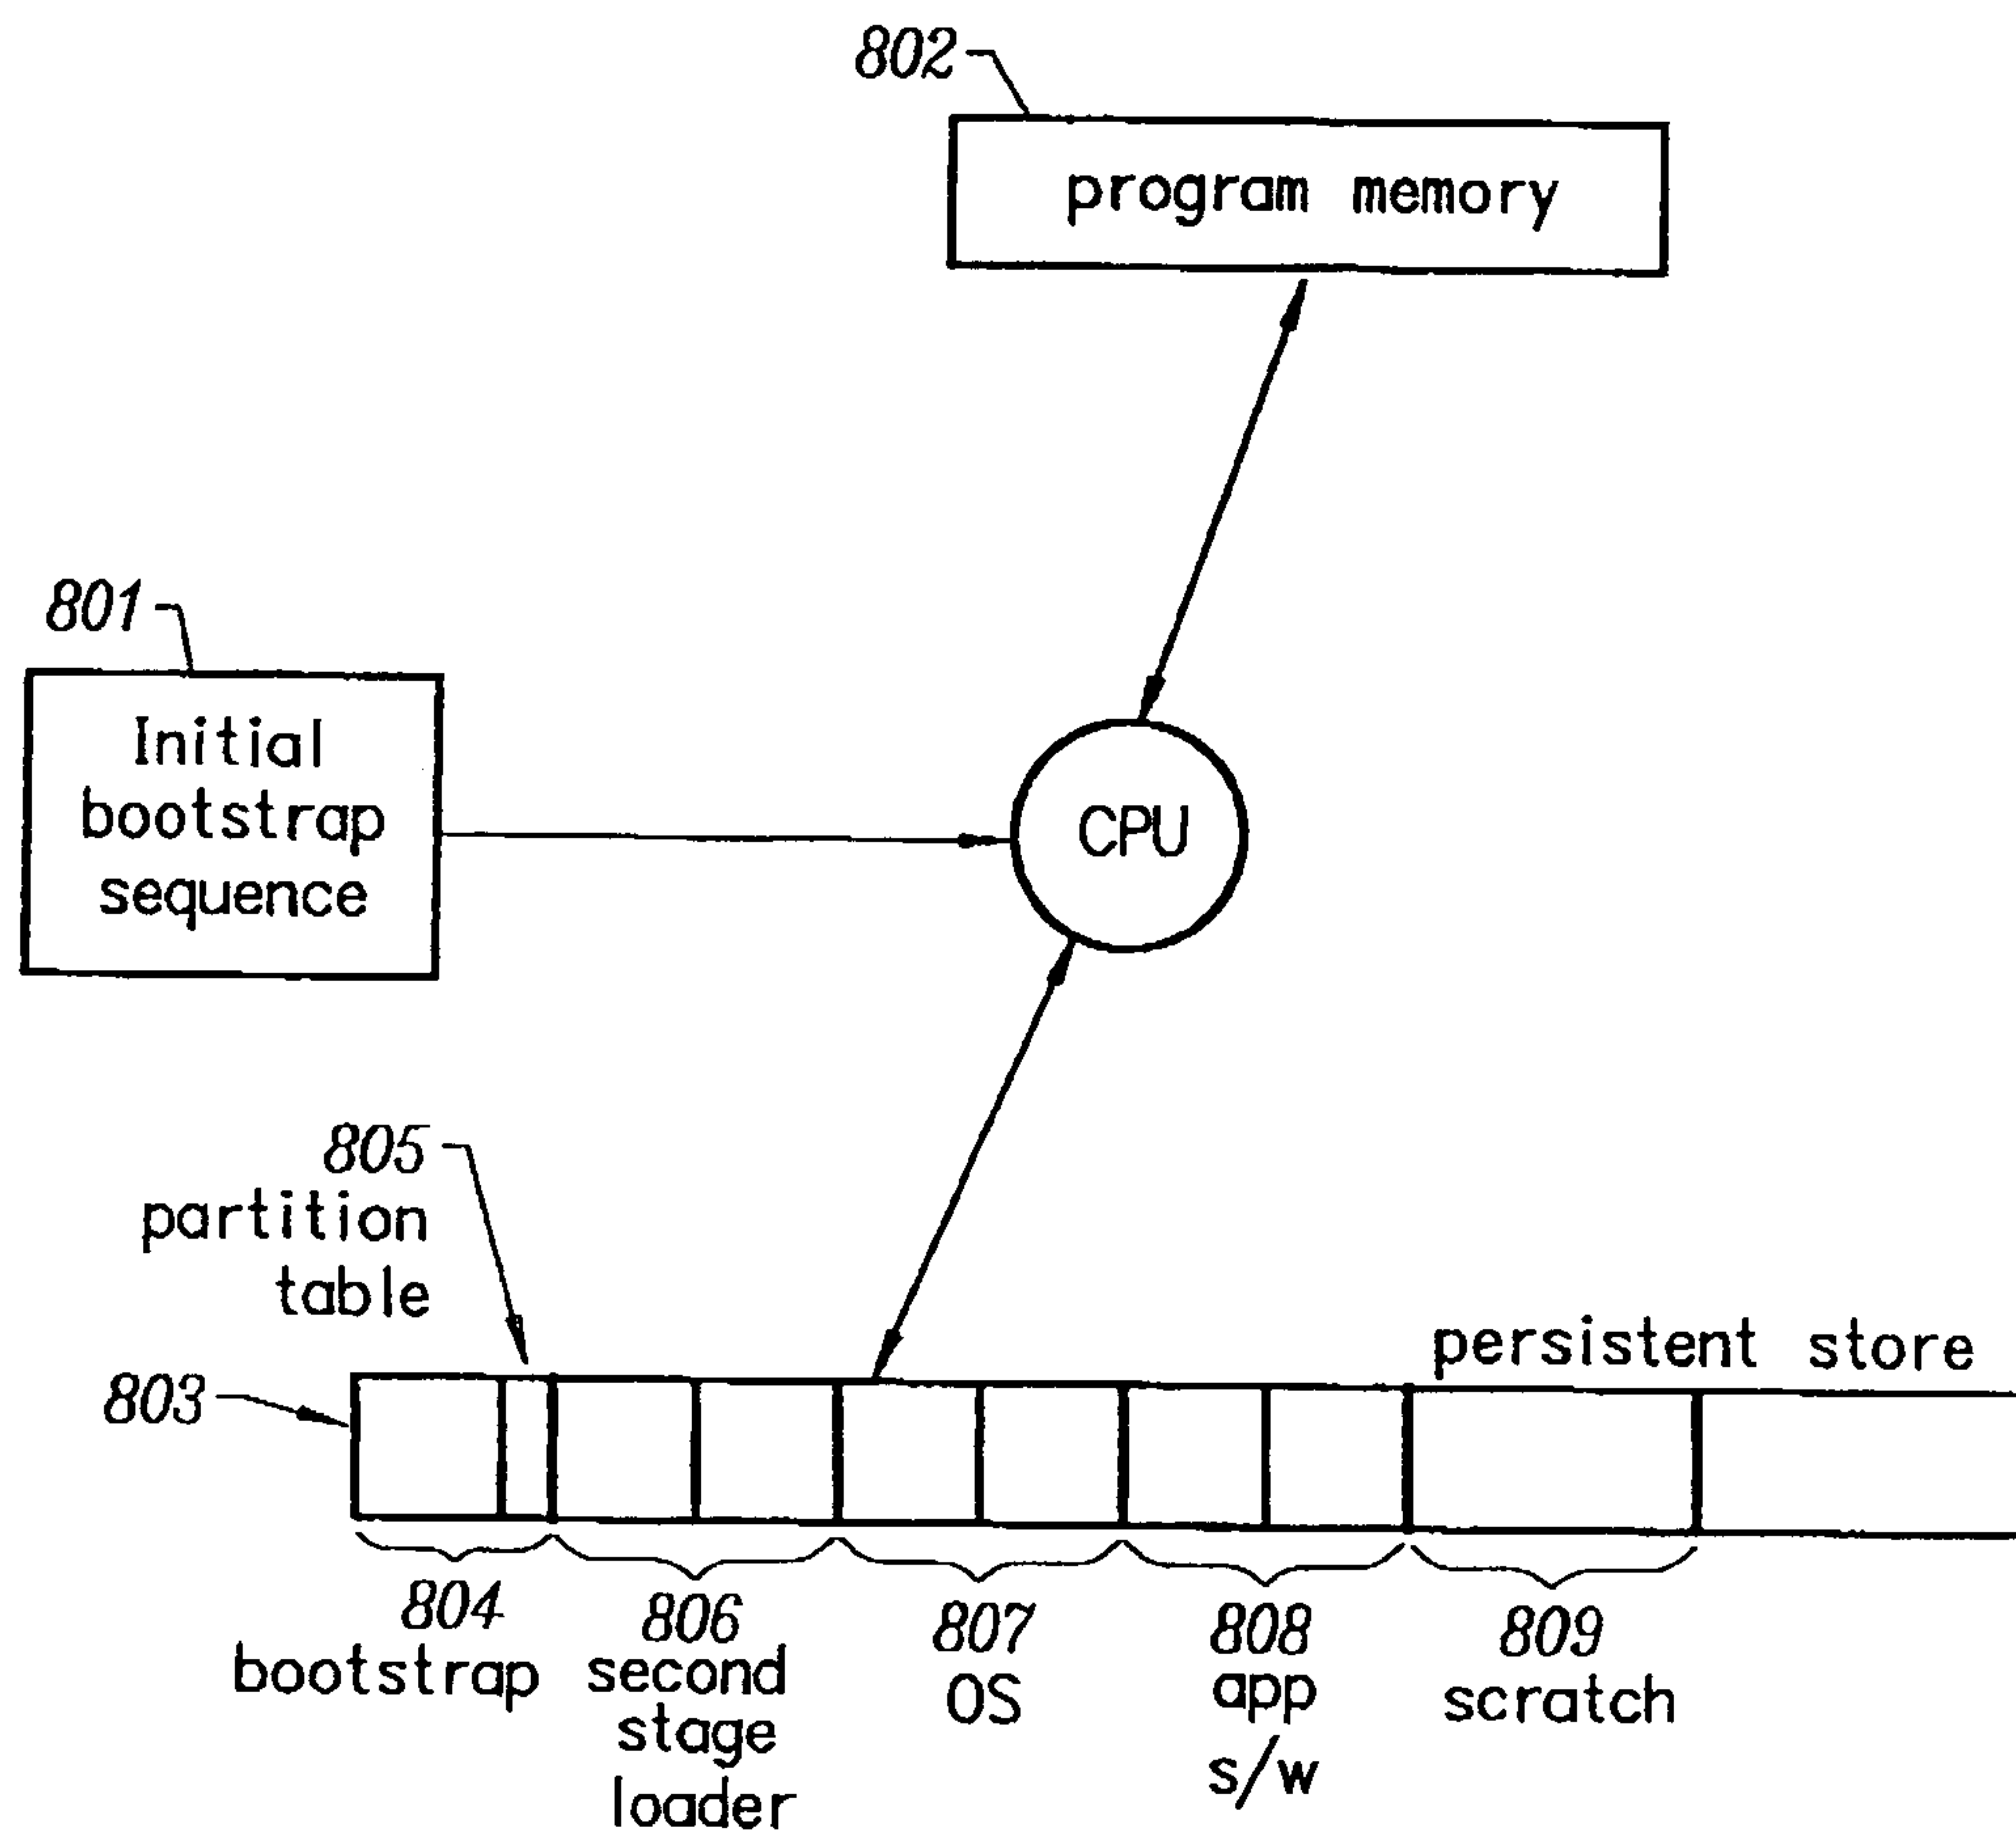 802
program memory
801
Initial
bootstrap
sequence
CPU
805
partition
table
803
persistent store
804
bootstrap
806
second
stage
loader
807
OS
808
app
s/w
809
scratch